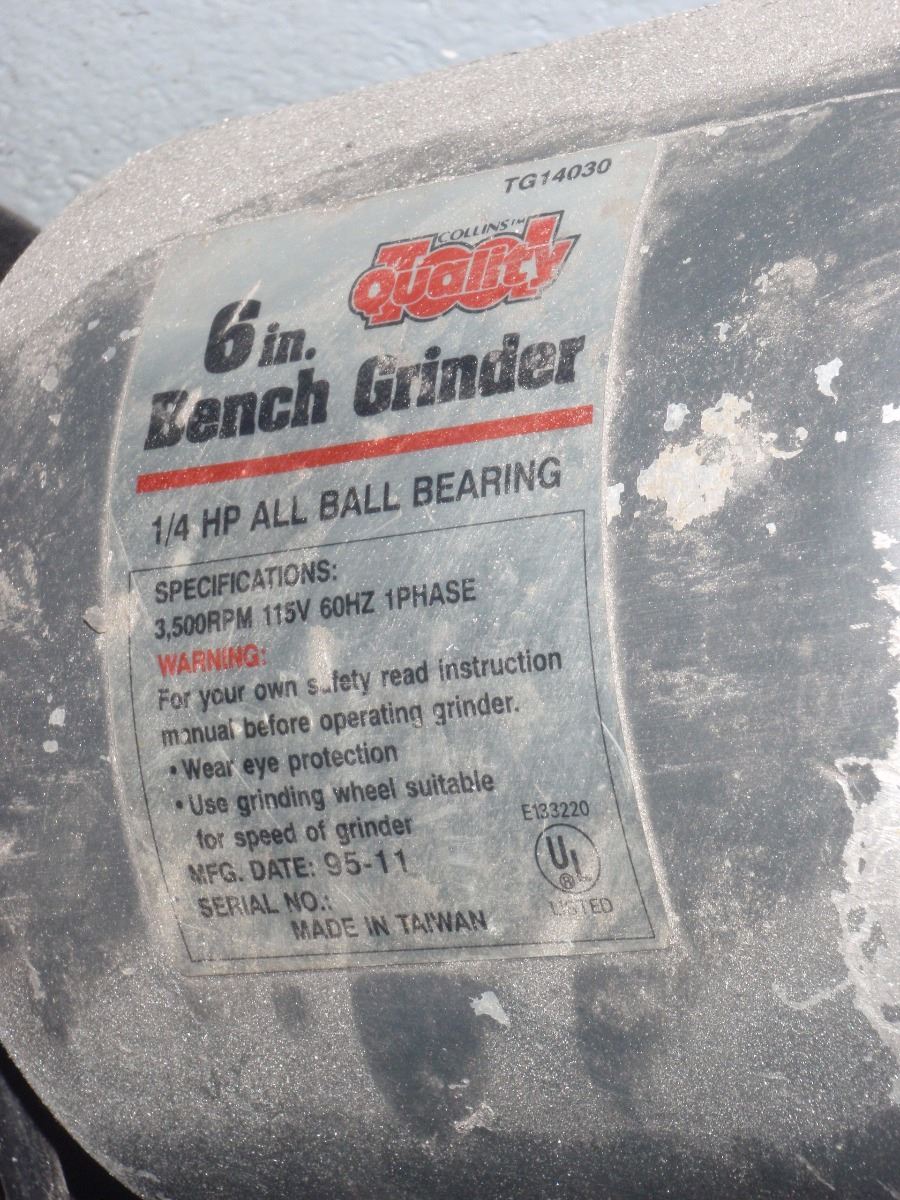 TG14030
COLLINS™
Quality
TOOL
6 in.
Bench Grinder
1/4 HP ALL BALL BEARING
SPECIFICATIONS:
3,500RPM 115V 60HZ 1PHASE
WARNING:
For your own safety read instruction
manual before operating grinder.
• Wear eye protection
• Use grinding wheel suitable
for speed of grinder
MFG. DATE: 95-11
SERIAL NO.:
MADE IN TAIWAN
E133220
UL
®
LISTED